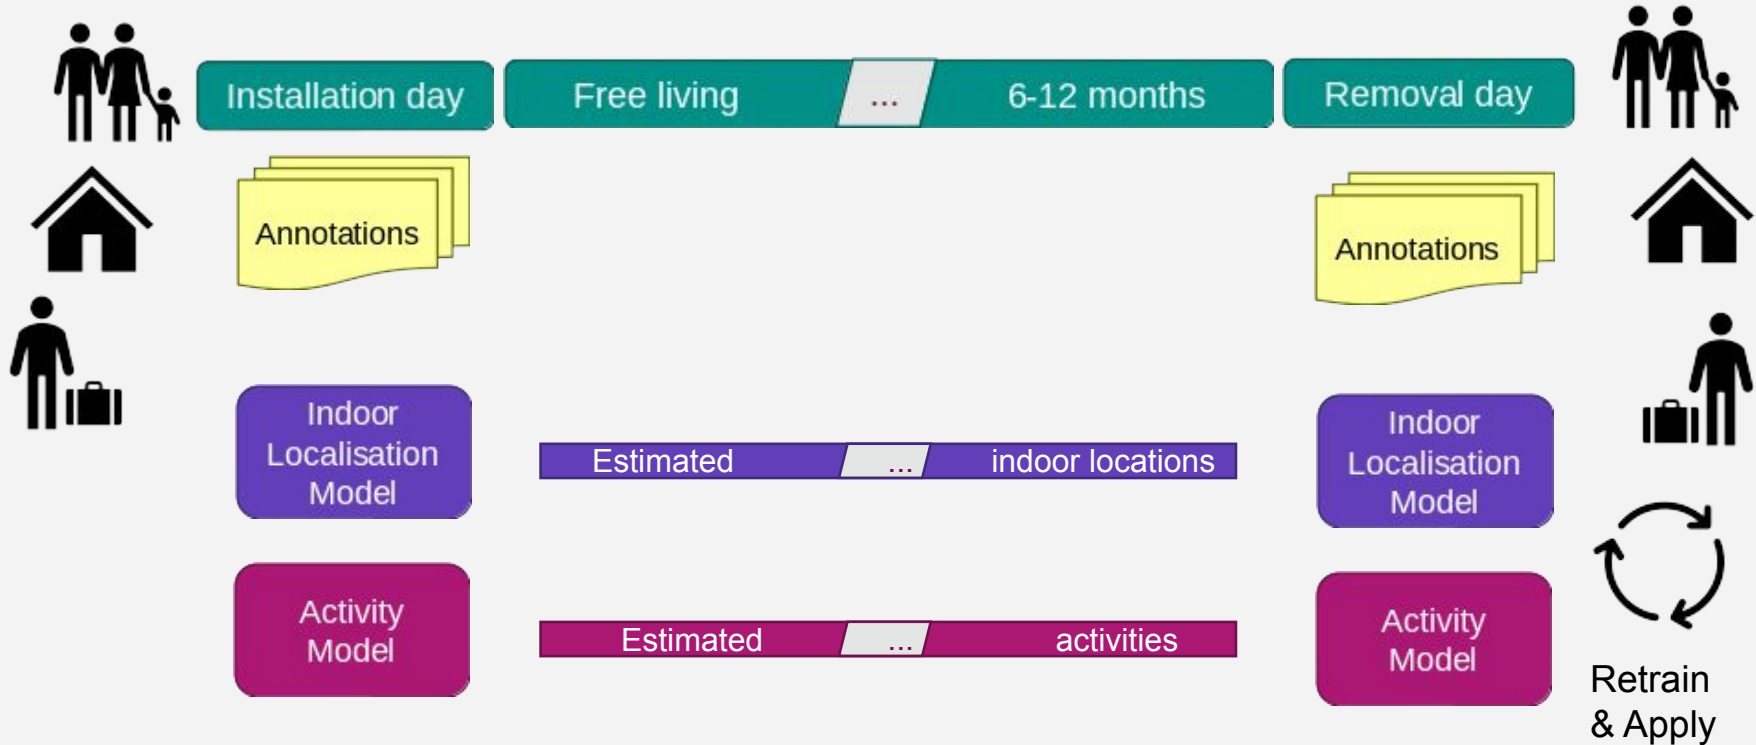 Installation day
Free living ... 6-12 months
Removal day
Annotations
Annotations
Indoor
Localisation
Model
Estimated ... indoor locations
Indoor
Localisation
Model
Activity
Model
Estimated ... activities
Activity
Model
Retrain
& Apply